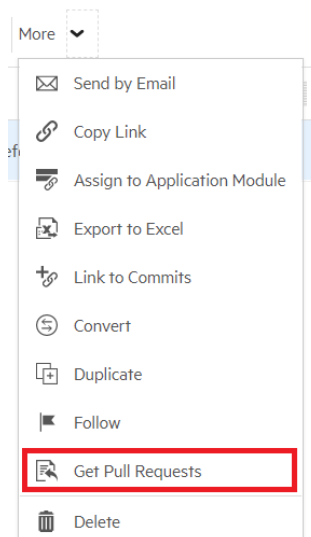 More
Send by Email
Copy Link
Assign to Application Module
Export to Excel
Link to Commits
Convert
Duplicate
Follow
Get Pull Requests
Delete